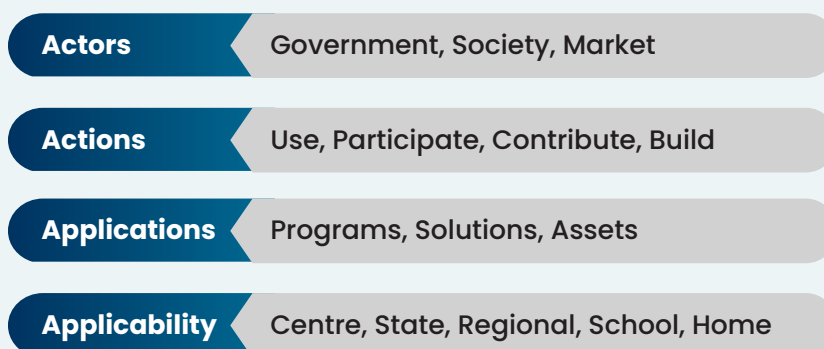 Actors Government, Society, Market
Actions Use, Participate, Contribute, Build
Applications Programs, Solutions, Assets
Applicability Centre, State, Regional, School, Home